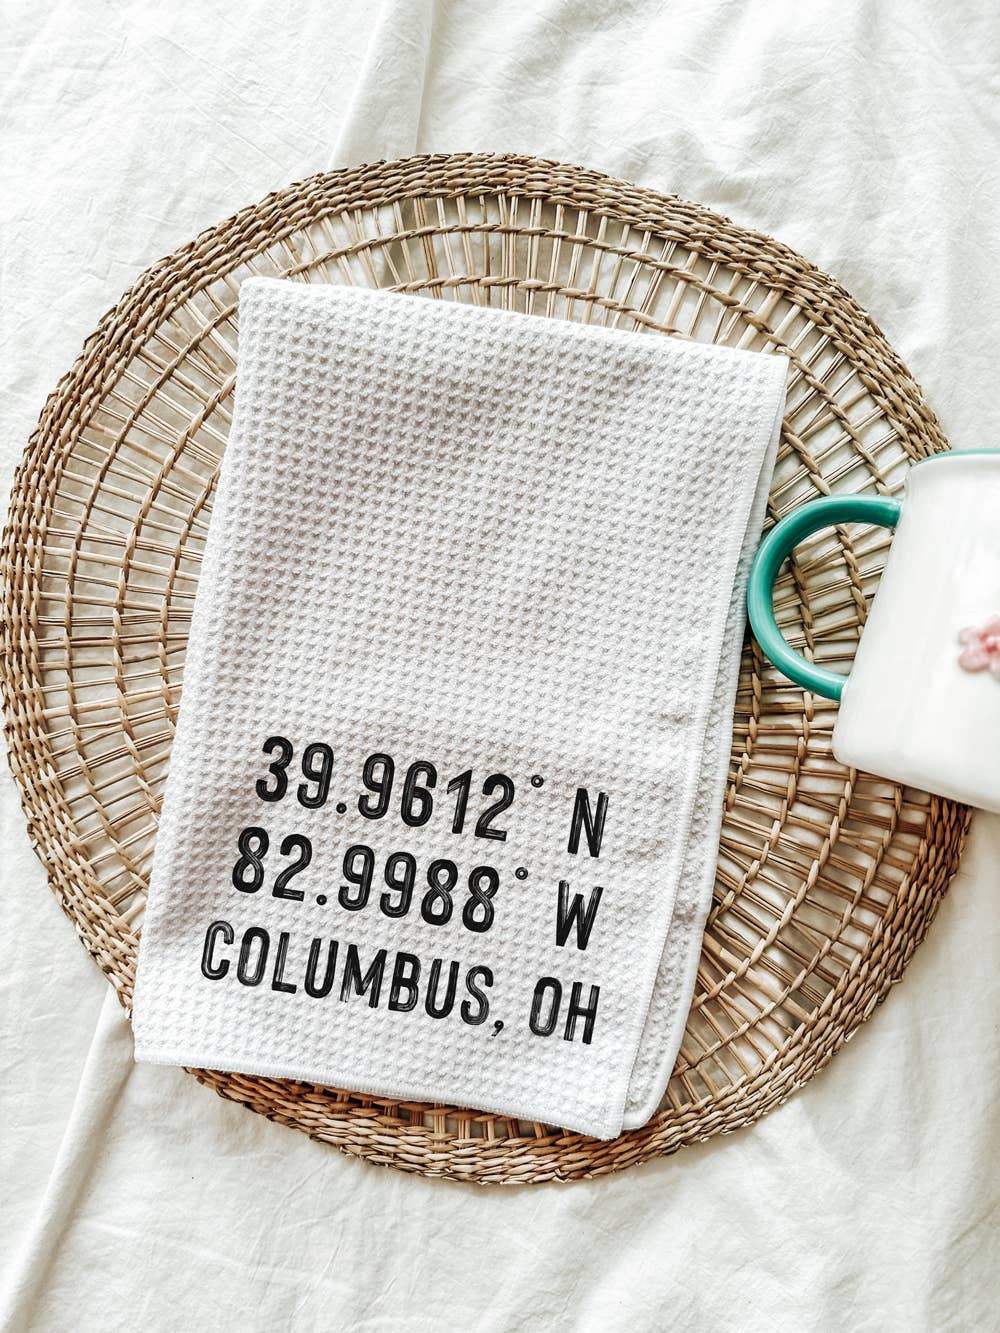 39.9612° N
82.9988° W
COLUMBUS, OH